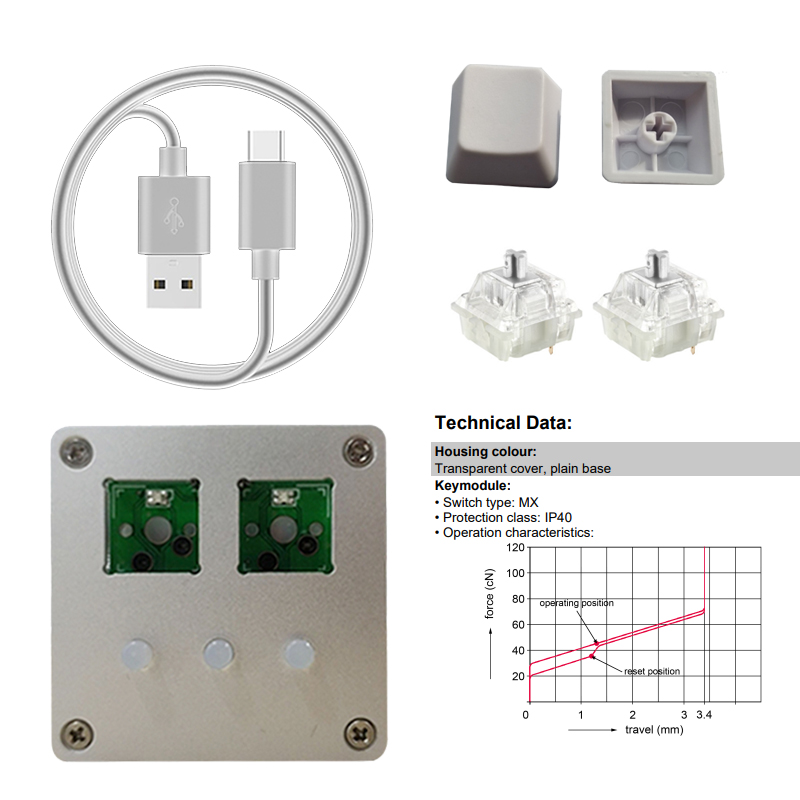 Technical Data:
Housing colour:
Transparent cover, plain base
Keymodule:
• Switch type: MX
• Protection class: IP40
• Operation characteristics:
120
100
80
60
40
20
force (cN)
operating position
reset position
0 1 2 3 3.4
travel (mm)